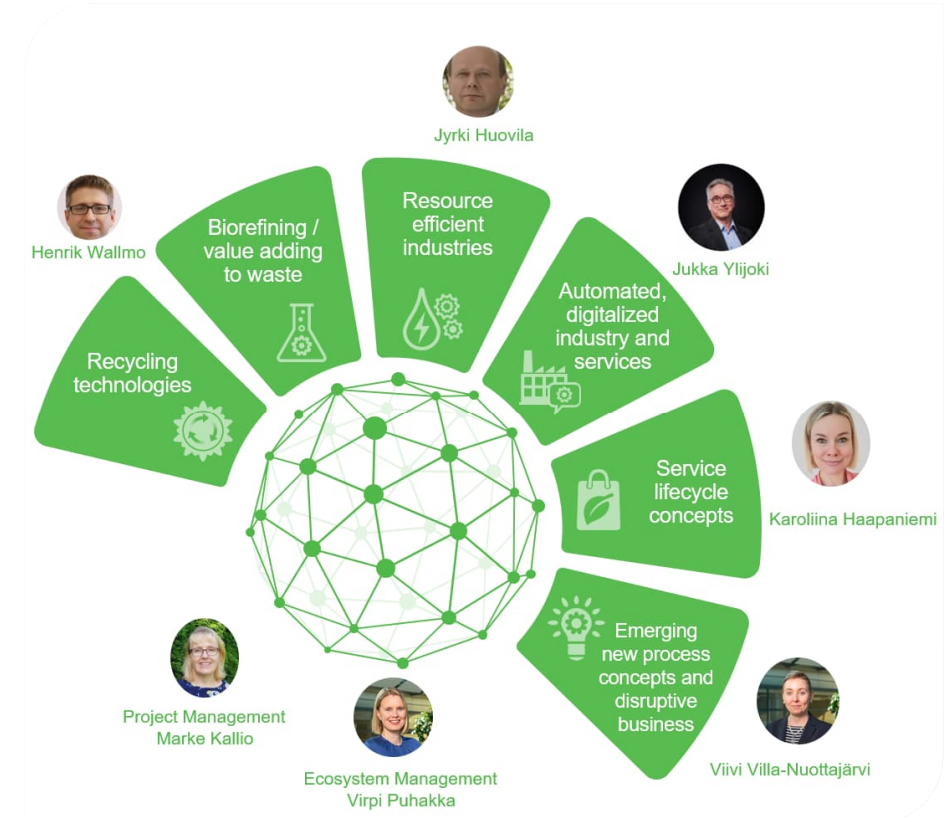 Jyrki Huovila
Henrik Wallmo
Jukka Ylijoki
Recycling
technologies
Biorefining /
value adding
to waste
Resource
efficient
industries
Automated,
digitalized
industry and
services
Service
lifecycle
concepts
Karoliina Haapaniemi
Emerging
new process
concepts and
disruptive
business
Viivi Villa-Nuottajärvi
Project Management
Marke Kallio
Ecosystem Management
Virpi Puhakka